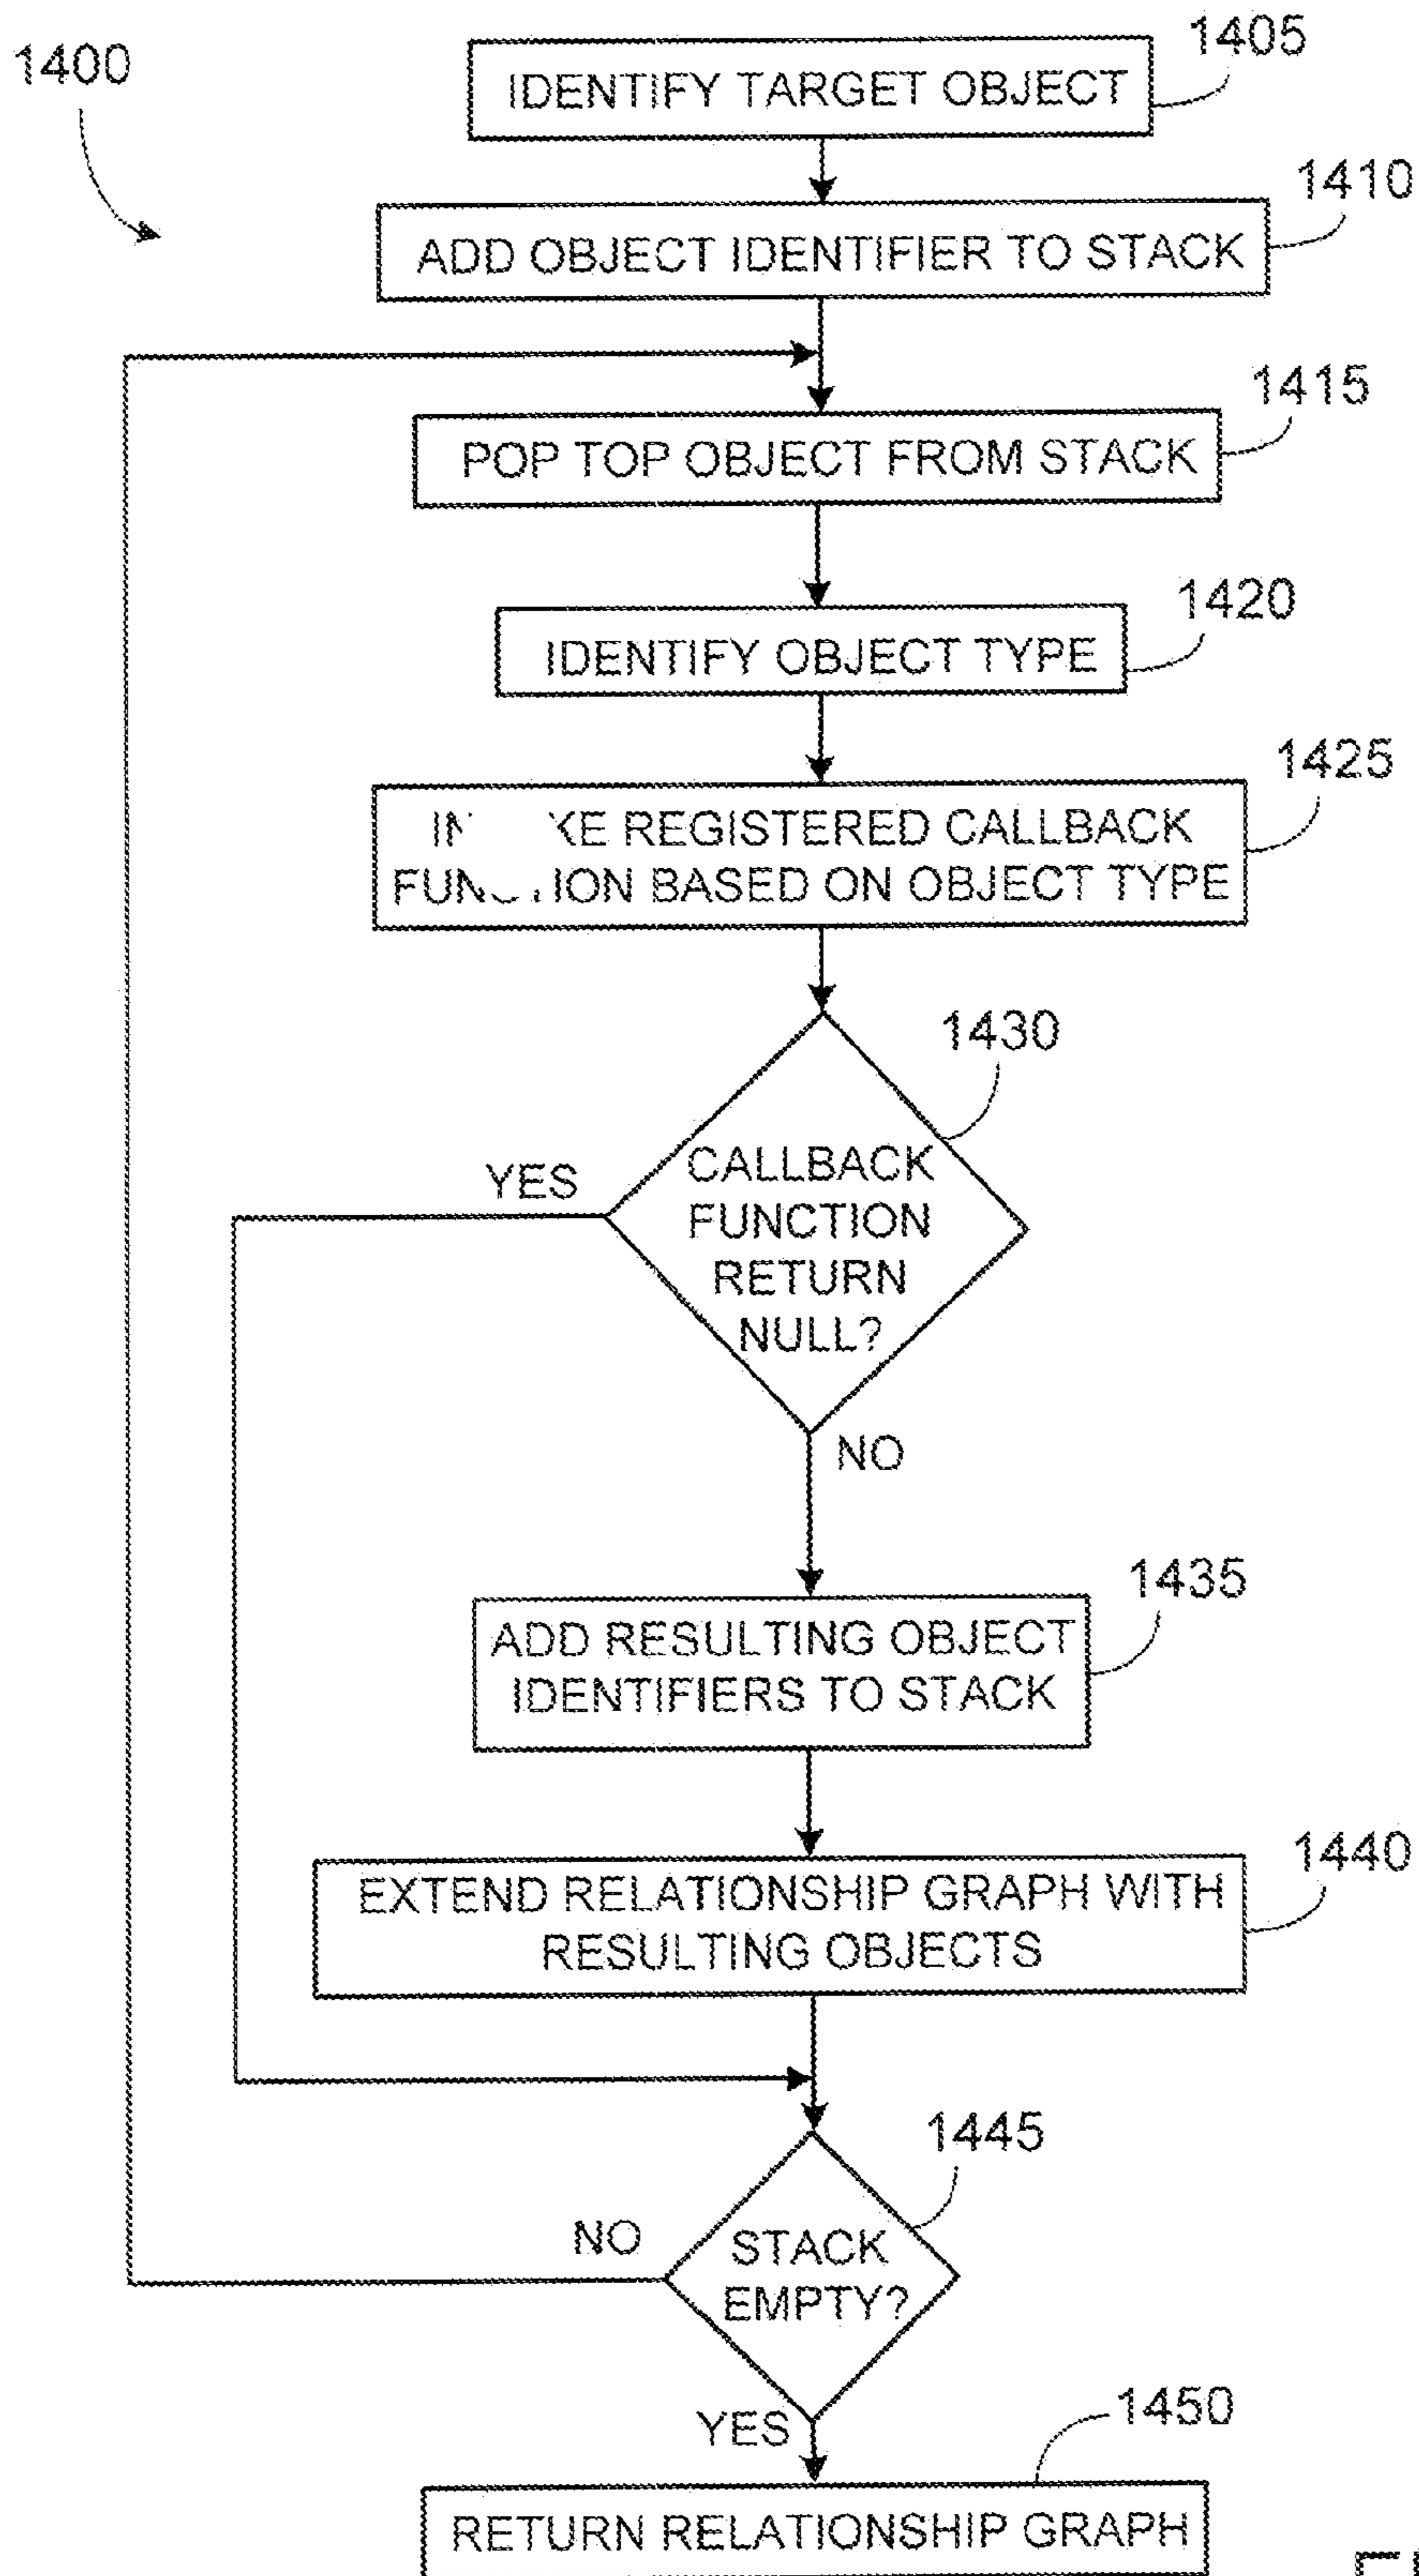 1400
1405
IDENTIFY TARGET OBJECT
1410
ADD OBJECT IDENTIFIER TO STACK
1415
POP TOP OBJECT FROM STACK
1420
IDENTIFY OBJECT TYPE
1425
REGISTERED CALLBACK
BASED ON OBJECT TYPE
1430
CALLBACK
FUNCTION
RETURN
NULL?
YES
NO
1435
ADD RESULTING OBJECT
IDENTIFIERS TO STACK
1440
EXTEND RELATIONSHIP GRAPH WITH
RESULTING OBJECTS
1445
STACK
EMPTY?
NO
YES
1450
RETURN RELATIONSHIP GRAPH